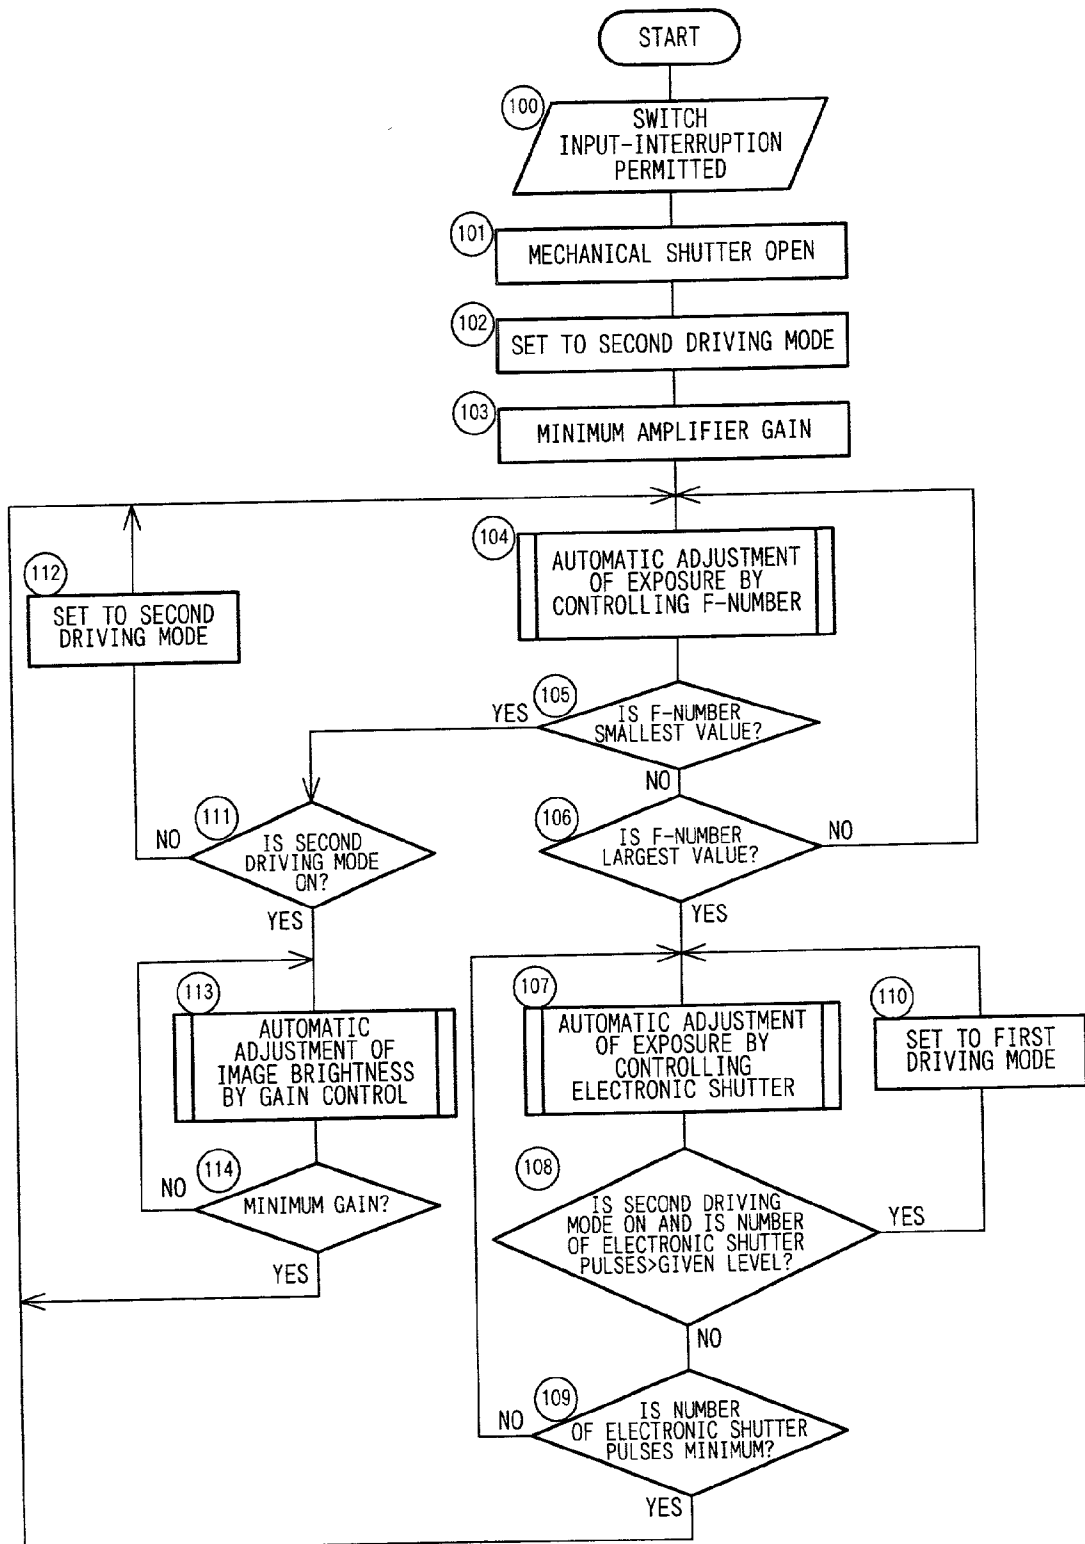 START
100
SWITCH
INPUT-INTERRUPTION
PERMITTED
101
MECHANICAL SHUTTER OPEN
102
SET TO SECOND DRIVING MODE
103
MINIMUM AMPLIFIER GAIN
104
AUTOMATIC ADJUSTMENT
OF EXPOSURE BY
CONTROLLING F-NUMBER
112
SET TO SECOND
DRIVING MODE
105
YES
IS F-NUMBER
SMALLEST VALUE?
NO
106
IS F-NUMBER
LARGEST VALUE?
NO
YES
111
NO
IS SECOND
DRIVING MODE
ON?
YES
113
AUTOMATIC
ADJUSTMENT OF
IMAGE BRIGHTNESS
BY GAIN CONTROL
114
NO
MINIMUM GAIN?
YES
107
AUTOMATIC ADJUSTMENT
OF EXPOSURE BY
CONTROLLING
ELECTRONIC SHUTTER
110
SET TO FIRST
DRIVING MODE
108
IS SECOND DRIVING
MODE ON AND IS NUMBER
OF ELECTRONIC SHUTTER
PULSES>GIVEN LEVEL?
YES
NO
109
NO
IS NUMBER
OF ELECTRONIC SHUTTER
PULSES MINIMUM?
YES